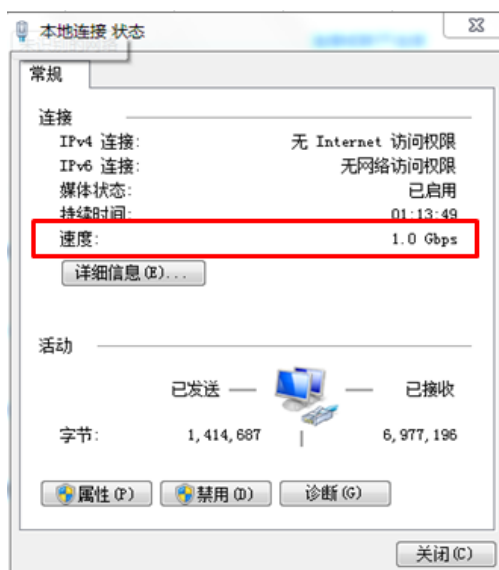 本地连接 状态
常规
连接
IPv4 连接: 无 Internet 访问权限
IPv6 连接: 无网络访问权限
媒体状态: 已启用
持续时间: 01:13:49
速度: 1.0 Gbps
详细信息(E)...
活动
已发送 — — 已接收
字节: 1,414,687 | 6,977,196
属性(P) 禁用(D) 诊断(G)
关闭(C)